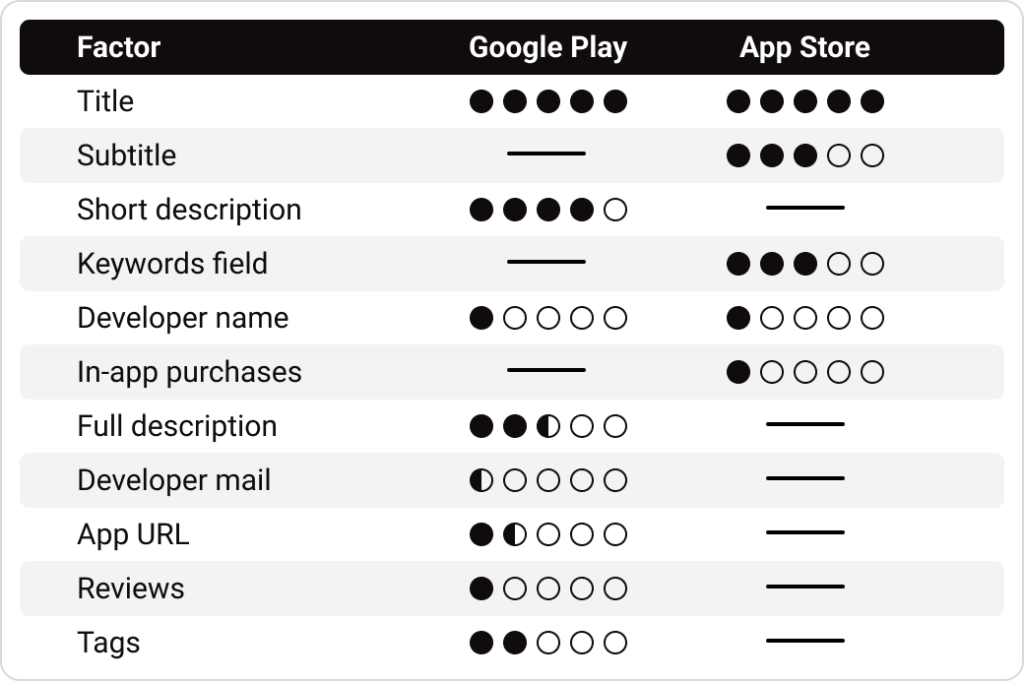 Factor Google Play App Store
Title
Subtitle
Short description
Keywords field
Developer name
In-app purchases
Full description
Developer mail
App URL
Reviews
Tags